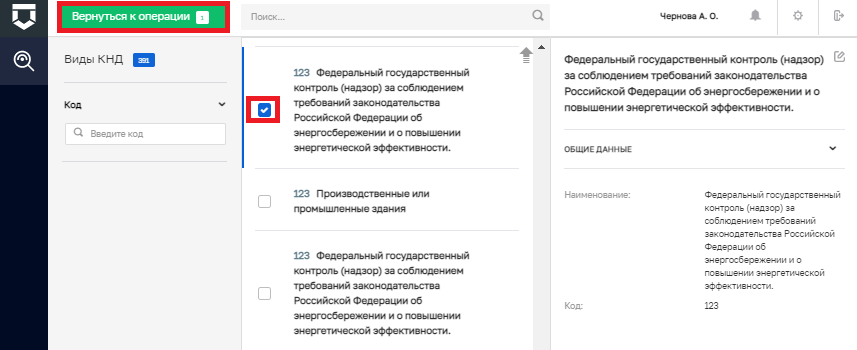 Вернуться к операции 1
Поиск...
Чернова А. О.
Виды КНД 391
Код
Введите код
123 Федеральный государственный
контроль (надзор) за соблюдением
требований законодательства
Российской Федерации об
энергосбережении и о повышении
энергетической эффективности.
123 Производственные или
промышленные здания
123 Федеральный государственный
контроль (надзор) за соблюдением
требований законодательства
Российской Федерации об
энергосбережении и о повышении
энергетической эффективности.
Федеральный государственный контроль (надзор)
за соблюдением требований законодательства
Российской Федерации об энергосбережении и о
повышении энергетической эффективности.
ОБЩИЕ ДАННЫЕ
Наименование:
Федеральный государственный
контроль (надзор) за
соблюдением требований
законодательства Российской
Федерации об
энергосбережении и о
повышении энергетической
эффективности.
Код:
123